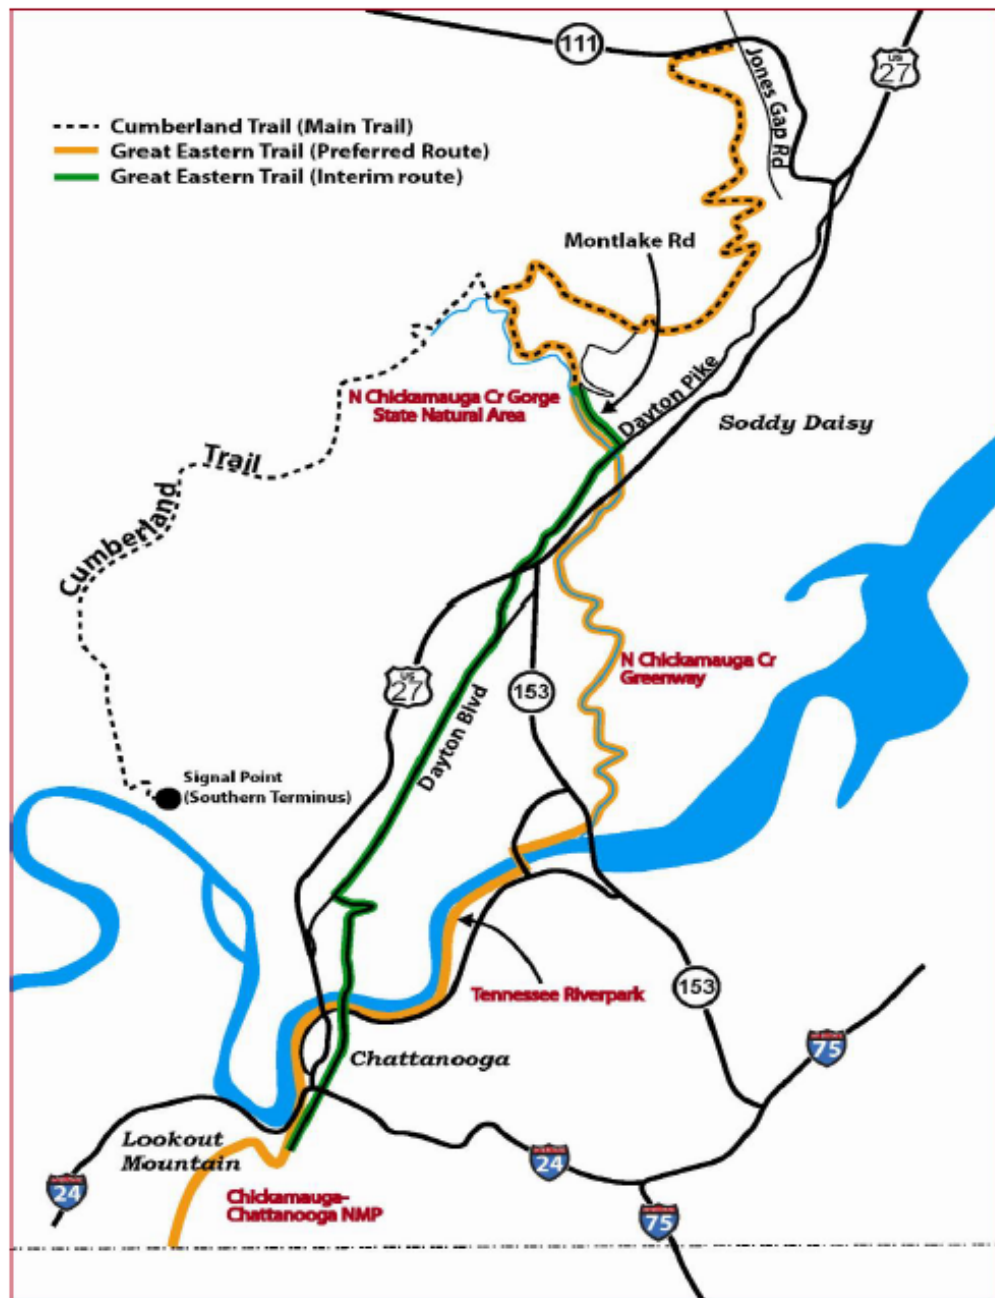 111
US
27
Jones Gap Rd
Cumberland Trail (Main Trail)
Great Eastern Trail (Preferred Route)
Great Eastern Trail (Interim route)
Montlake Rd
N Chickamauga Cr Gorge
State Natural Area
Dayton Pike
Soddy Daisy
Cumberland Trail
N Chickamauga Cr
Greenway
US
27
153
Dayton Blvd
Signal Point
(Southern Terminus)
Tennessee Riverpark
153
75
Chattanooga
Lookout
Mountain
24
24
Chickamauga-
Chattanooga NMP
75